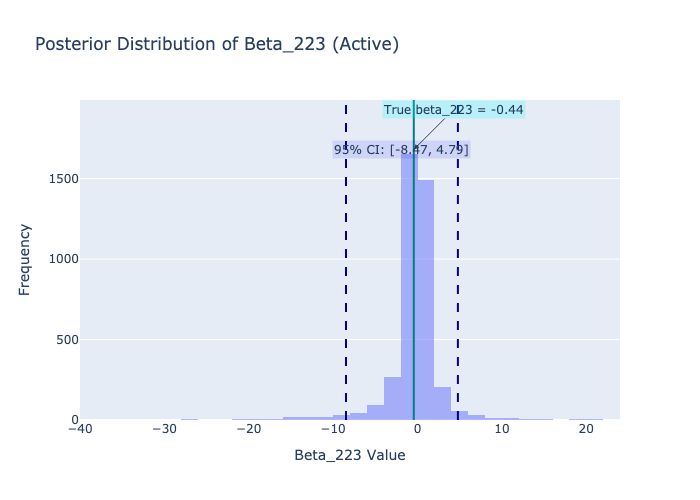 Posterior Distribution of Beta_223 (Active)
True beta_223 = -0.44
95% CI: [-8.47, 4.79]
1500
1000
500
0
Frequency
−40
−30
−20
−10
0
10
20
Beta_223 Value